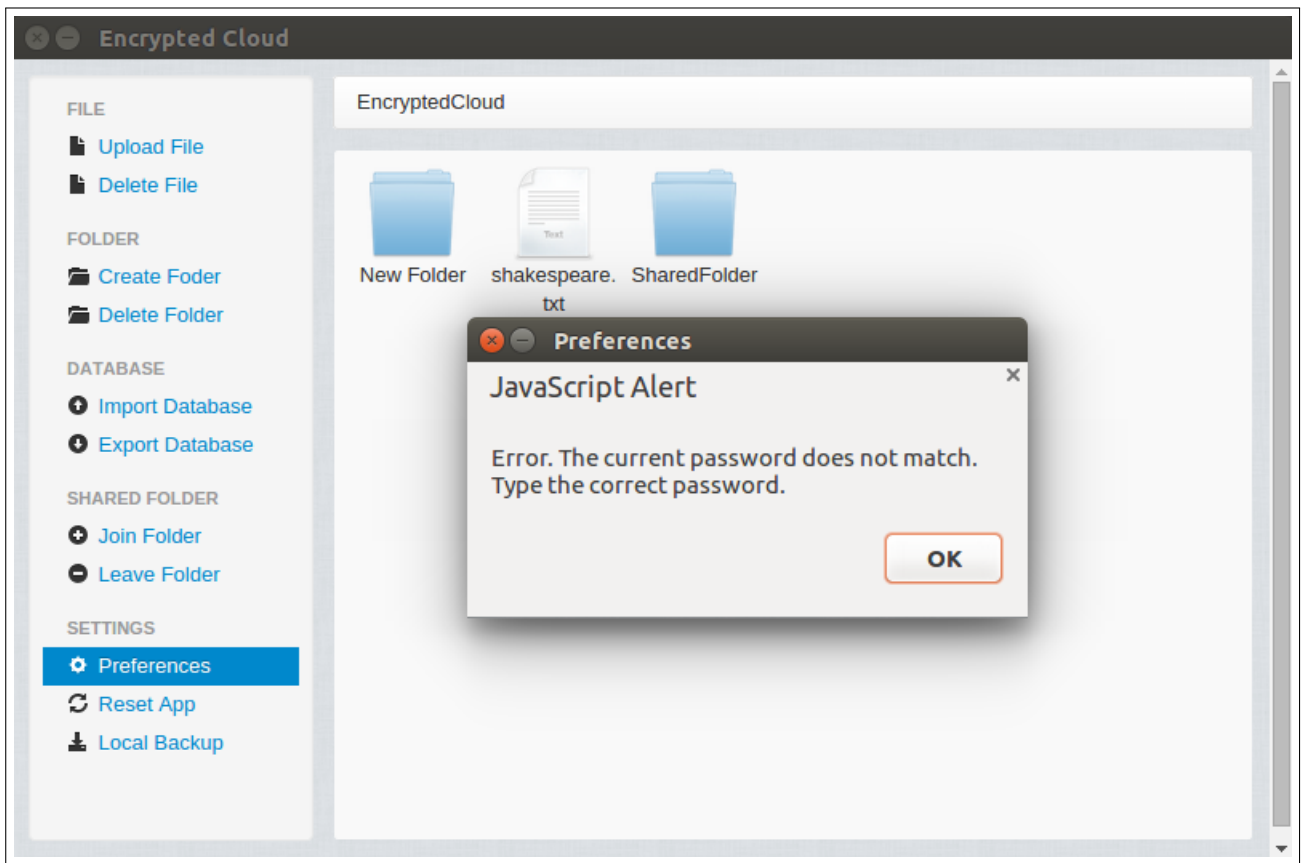 Encrypted Cloud
FILE
Upload File
Delete File
FOLDER
Create Foder
Delete Folder
DATABASE
Import Database
Export Database
SHARED FOLDER
Join Folder
Leave Folder
SETTINGS
Preferences
Reset App
Local Backup
EncryptedCloud
Text
New Folder
shakespeare.
txt
SharedFolder
Preferences
JavaScript Alert
Error. The current password does not match.
Type the correct password.
OK